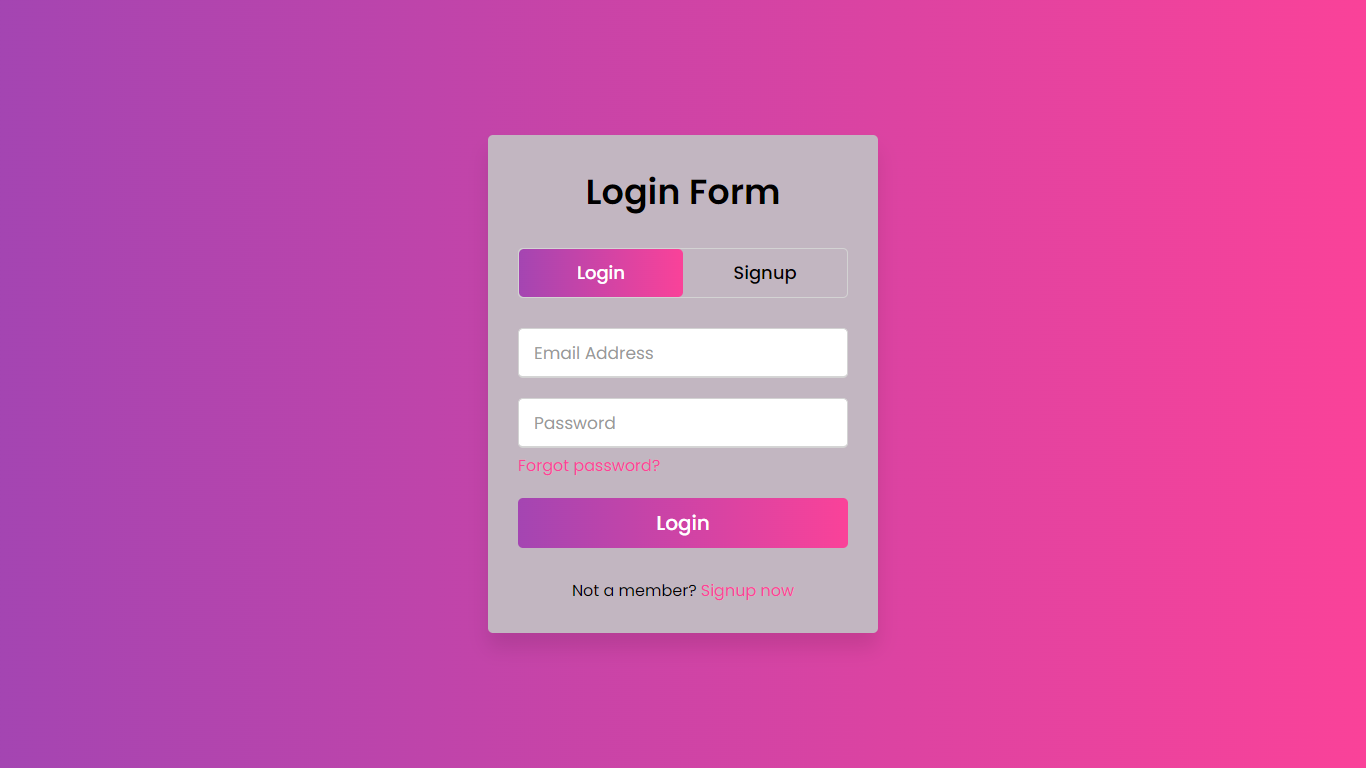 Login Form
Login Signup
Email Address
Password
Forgot password?
Login
Not a member? Signup now